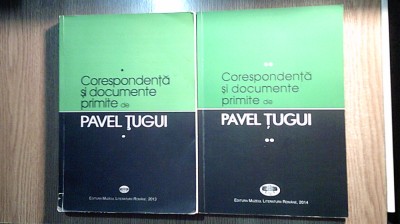 Corespondență
și documente
primite de
PAVEL ȚUGUI
EDITURA MUZEUL LITERATURII ROMÂNE, 2013
Corespondență
și documente
primite de
PAVEL ȚUGUI
EDITURA MUZEUL LITERATURII ROMÂNE, 2014